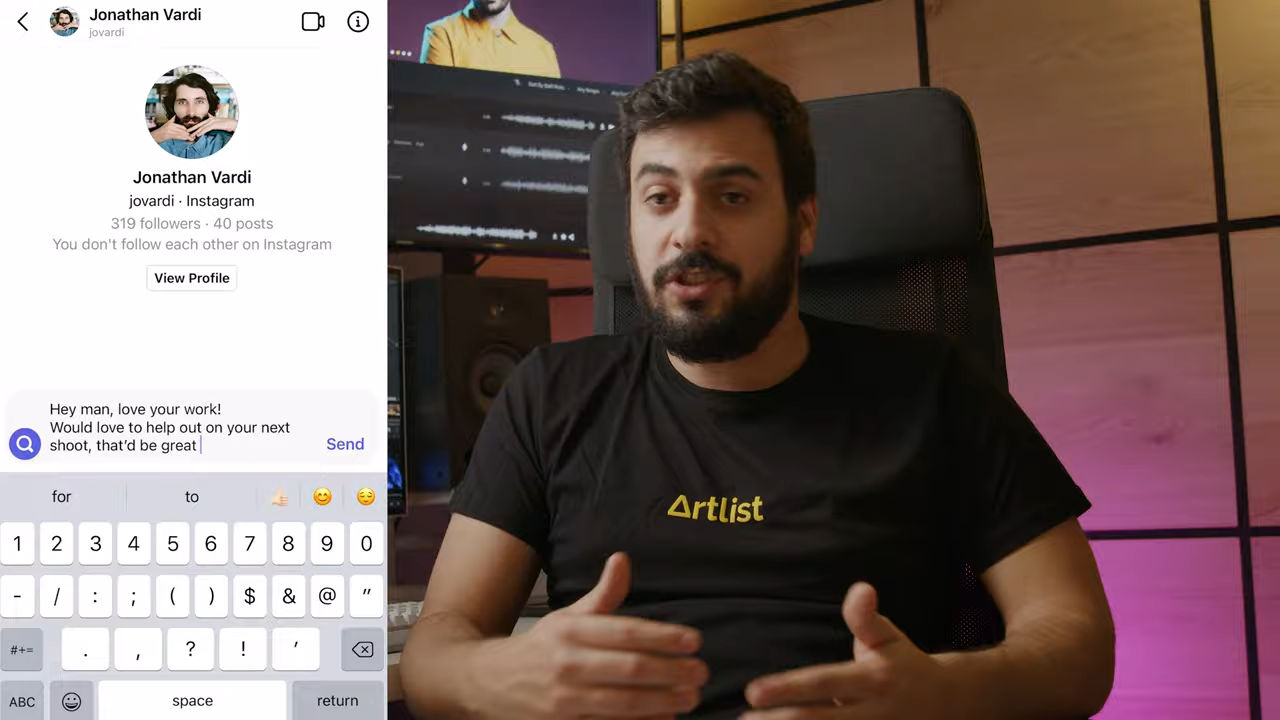 Jonathan Vardi
jovardi
Jonathan Vardi
jovardi · Instagram
319 followers · 40 posts
You don't follow each other on Instagram
View Profile
Hey man, love your work!
Would love to help out on your next
shoot, that'd be great
Send
for to
1 2 3 4 5 6 7 8 9 0
- / : ; ( ) $ & @ "
#+= . , ? ! '
ABC space return
Artlist